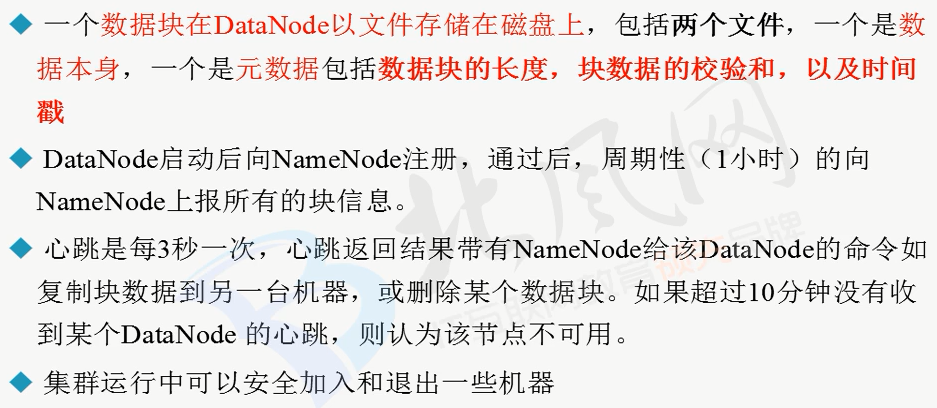 ◆ 一个数据块在DataNode以文件存储在磁盘上，包括两个文件，一个是数
据本身，一个是元数据包括数据块的长度，块数据的校验和，以及时间
戳
◆ DataNode启动后向NameNode注册，通过后，周期性（1小时）的向
NameNode上报所有的块信息。
◆ 心跳是每3秒一次，心跳返回结果带有NameNode给该DataNode的命令如
复制块数据到另一台机器，或删除某个数据块。如果超过10分钟没有收
到某个DataNode 的心跳，则认为该节点不可用。
◆ 集群运行中可以安全加入和退出一些机器
北风网